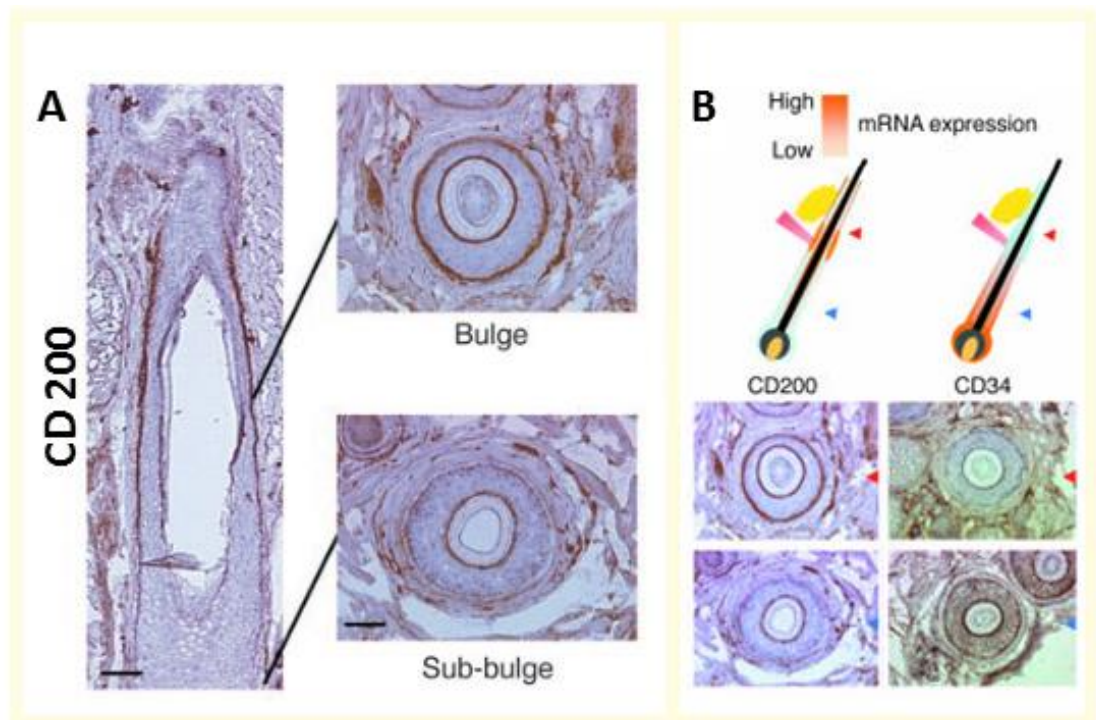 A
CD 200
Bulge
Sub-bulge
B
High
mRNA expression
Low
CD200
CD34